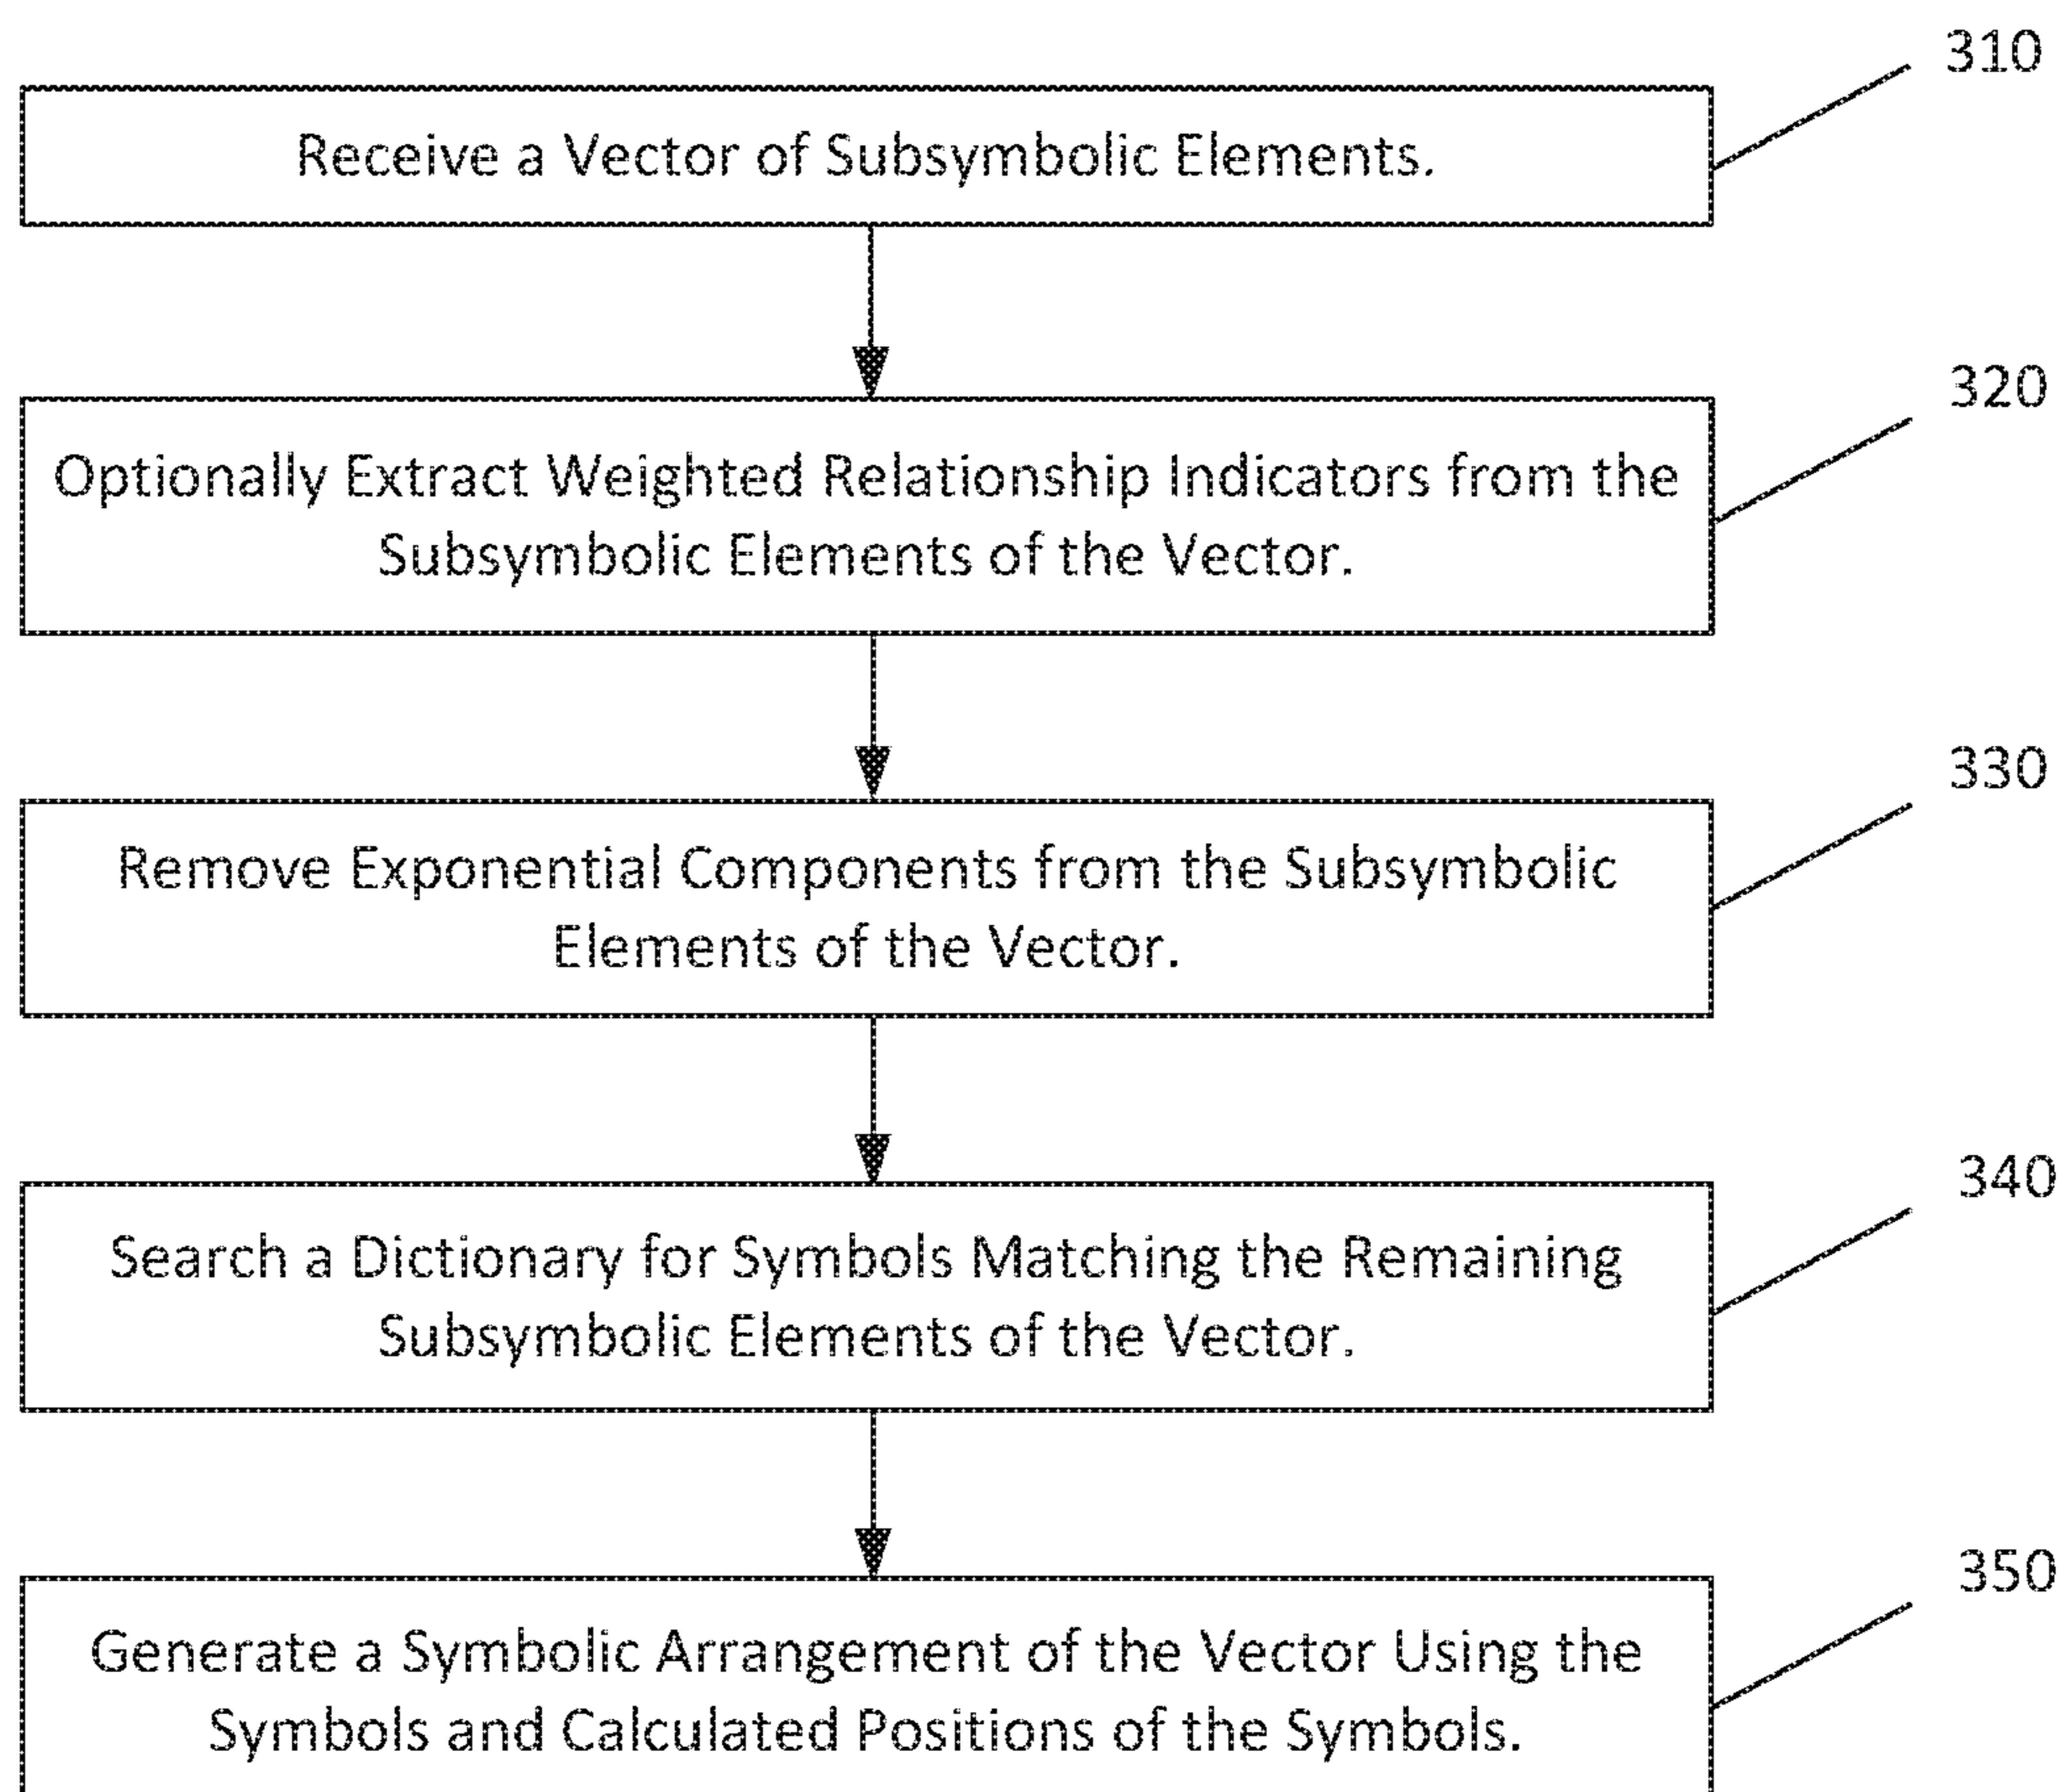 310
Receive a Vector of Subsymbolic Elements.
320
Optionally Extract Weighted Relationship Indicators from the
Subsymbolic Elements of the Vector.
330
Remove Exponential Components from the Subsymbolic
Elements of the Vector.
340
Search a Dictionary for Symbols Matching the Remaining
Subsymbolic Elements of the Vector.
350
Generate a Symbolic Arrangement of the Vector Using the
Symbols and Calculated Positions of the Symbols.